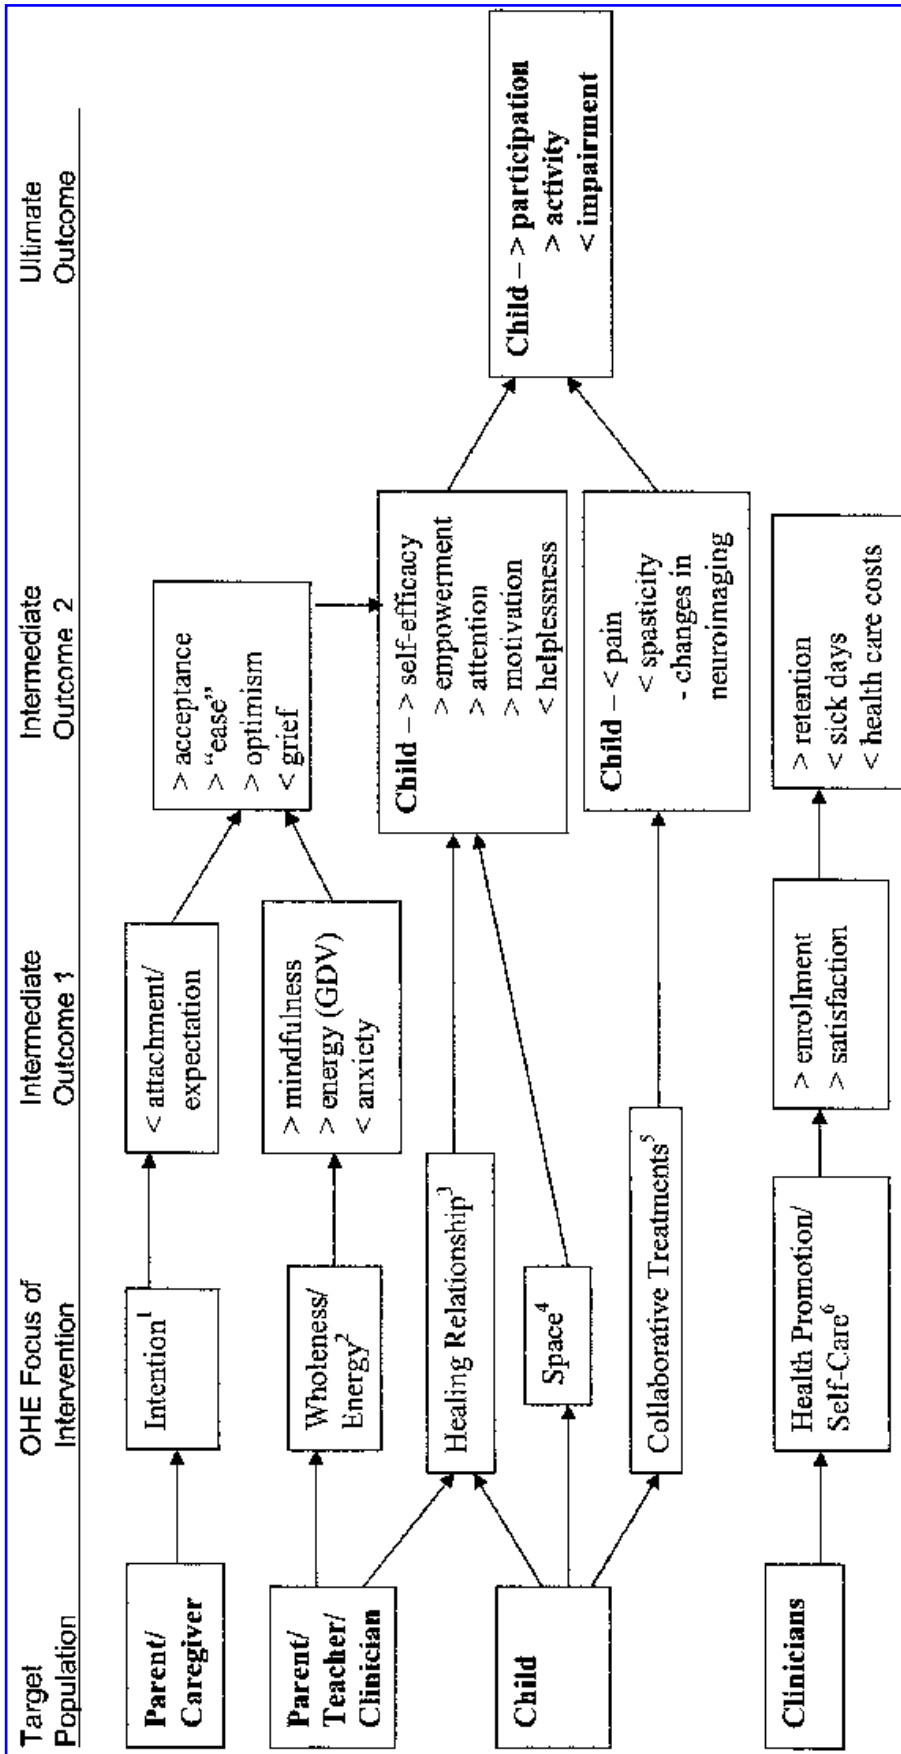 Target
Population
OHE Focus of
Intervention
Intermediate
Outcome 1
Intermediate
Outcome 2
Ultimate
Outcome
Parent/
Caregiver
Intention¹
< attachment/
expectation
> acceptance
> “ease”
> optimism
< grief
Parent/
Teacher/
Clinician
Wholeness/
Energy²
> mindfulness
> energy (GDV)
< anxiety
Healing Relationship³
Child – > self-efficacy
> empowerment
> attention
> motivation
< helplessness
Child – > participation
> activity
< impairment
Child
Space⁴
Collaborative Treatments⁵
Child – < pain
< spasticity
- changes in
neuroimaging
Clinicians
Health Promotion/
Self-Care⁶
> enrollment
> satisfaction
> retention
< sick days
< health care costs